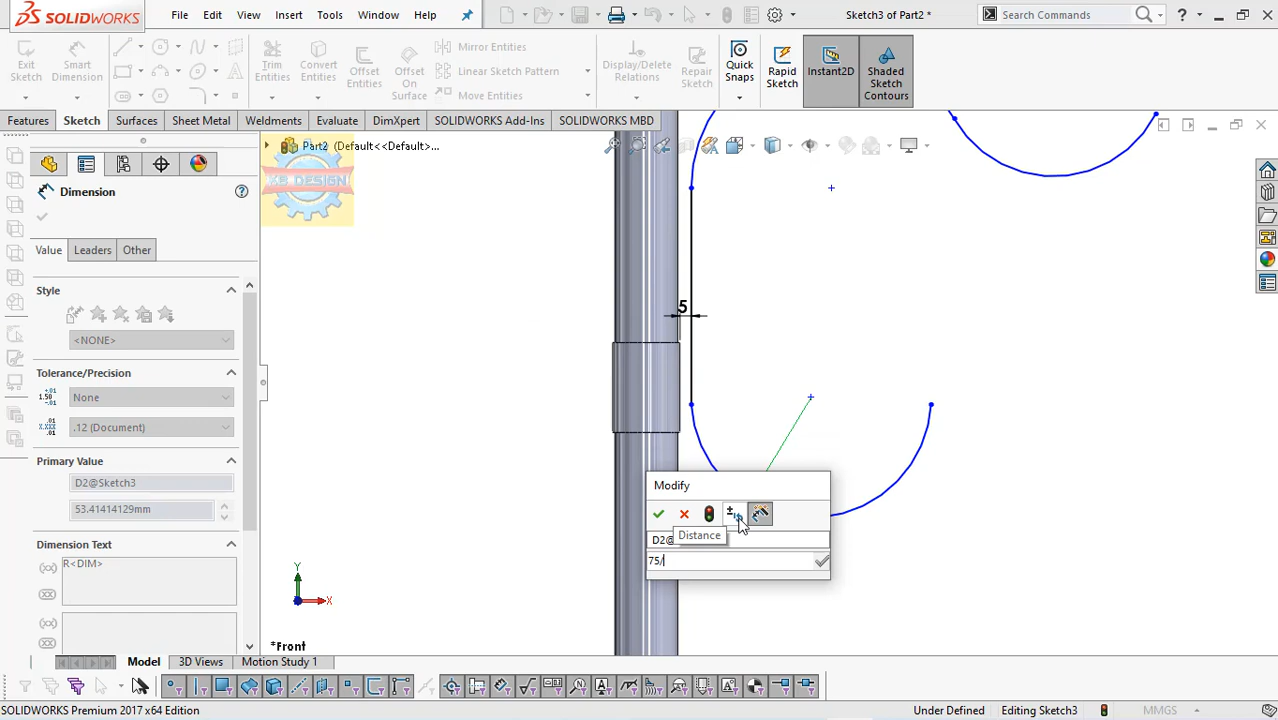 SOLIDWORKS
File Edit View Insert Tools Window Help
Sketch3 of Part2 *
Search Commands
?
Exit Sketch
Smart Dimension
Trim Entities
Convert Entities
Offset Entities
Offset On Surface
Mirror Entities
Linear Sketch Pattern
Move Entities
Display/Delete Relations
Repair Sketch
Quick Snaps
Rapid Sketch
Instant2D
Shaded Sketch Contours
Features Sketch Surfaces Sheet Metal Weldments Evaluate DimXpert SOLIDWORKS Add-Ins SOLIDWORKS MBD
Part2 (Default<<Default>...
KB DESIGN
Dimension
Value Leaders Other
Style
<NONE>
Tolerance/Precision
None
.12 (Document)
Primary Value
D2@Sketch3
53.41414129mm
Dimension Text
R<DIM>
5
Modify
Distance
D2@
75/
Y
X
*Front
Model 3D Views Motion Study 1
SOLIDWORKS Premium 2017 x64 Edition
Under Defined Editing Sketch3 MMGS